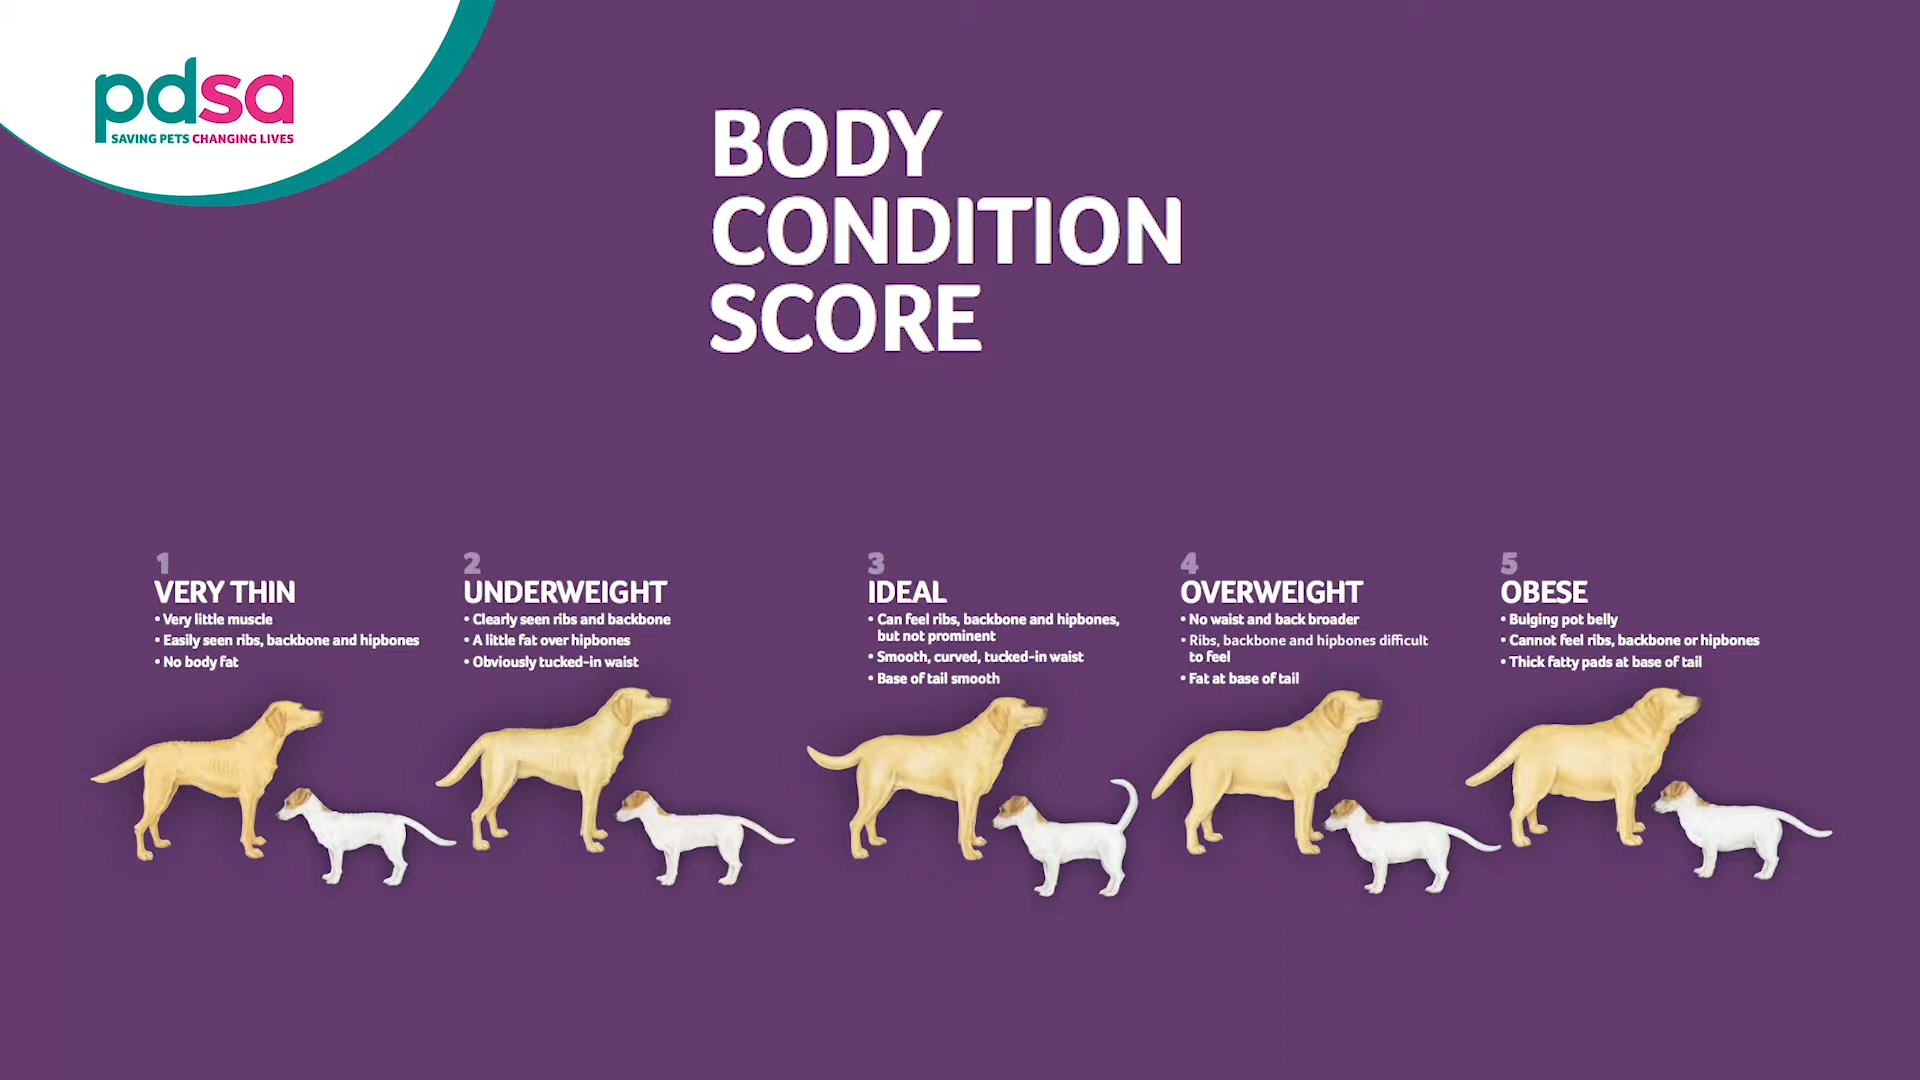 pdsa
SAVING PETS CHANGING LIVES
BODY
CONDITION
SCORE
1
VERY THIN
• Very little muscle
• Easily seen ribs, backbone and hipbones
• No body fat
2
UNDERWEIGHT
• Clearly seen ribs and backbone
• A little fat over hipbones
• Obviously tucked-in waist
3
IDEAL
• Can feel ribs, backbone and hipbones,
but not prominent
• Smooth, curved, tucked-in waist
• Base of tail smooth
4
OVERWEIGHT
• No waist and back broader
• Ribs, backbone and hipbones difficult
to feel
• Fat at base of tail
5
OBESE
• Bulging pot belly
• Cannot feel ribs, backbone or hipbones
• Thick fatty pads at base of tail